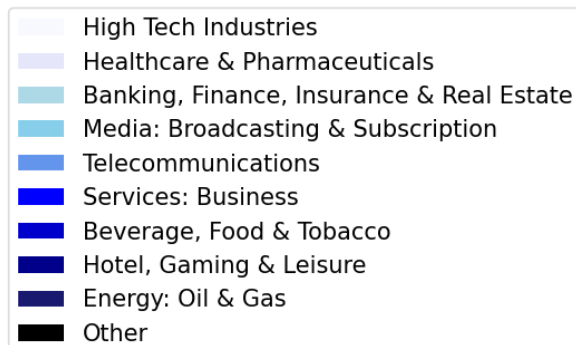 High Tech Industries
Healthcare & Pharmaceuticals
Banking, Finance, Insurance & Real Estate
Media: Broadcasting & Subscription
Telecommunications
Services: Business
Beverage, Food & Tobacco
Hotel, Gaming & Leisure
Energy: Oil & Gas
Other